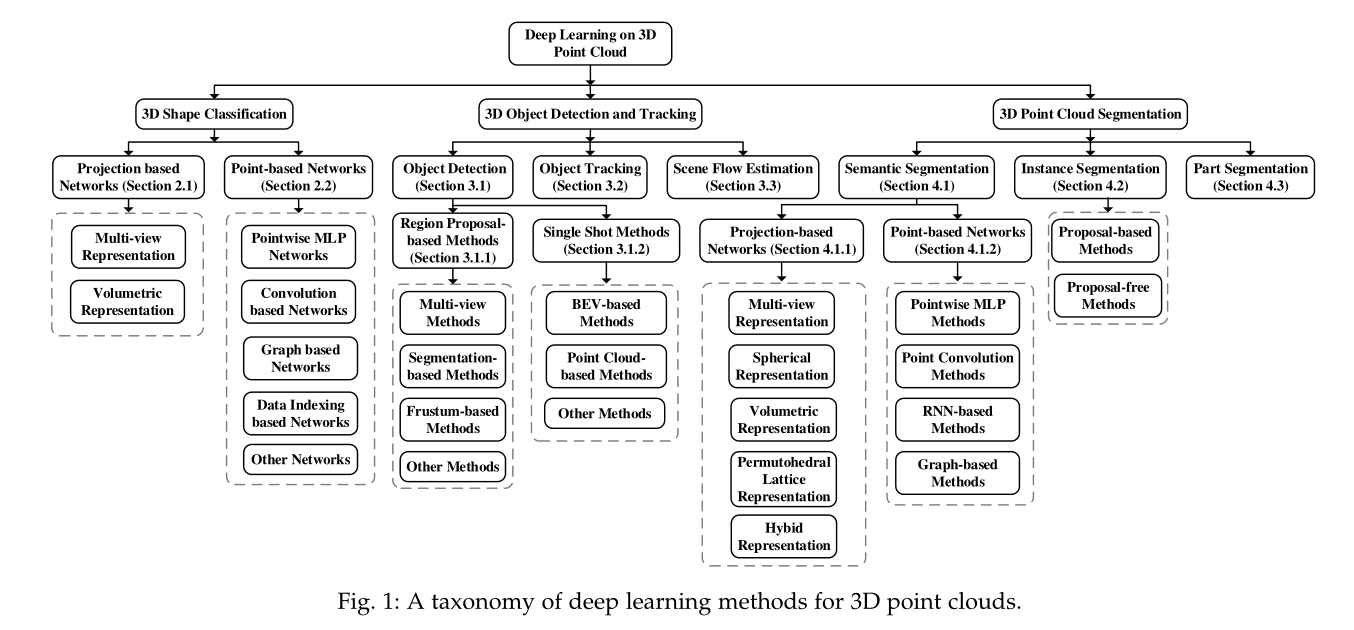 Deep Learning on 3D
Point Cloud
3D Shape Classification
3D Object Detection and Tracking
3D Point Cloud Segmentation
Projection based
Networks (Section 2.1)
Point-based Networks
(Section 2.2)
Object Detection
(Section 3.1)
Object Tracking
(Section 3.2)
Scene Flow Estimation
(Section 3.3)
Semantic Segmentation
(Section 4.1)
Instance Segmentation
(Section 4.2)
Part Segmentation
(Section 4.3)
Multi-view
Representation
Volumetric
Representation
Pointwise MLP
Networks
Convolution
based Networks
Graph based
Networks
Data Indexing
based Networks
Other Networks
Region Proposal-
based Methods
(Section 3.1.1)
Single Shot Methods
(Section 3.1.2)
Multi-view
Methods
Segmentation-
based Methods
Frustum-based
Methods
Other Methods
BEV-based
Methods
Point Cloud-
based Methods
Other Methods
Projection-based
Networks (Section 4.1.1)
Point-based Networks
(Section 4.1.2)
Multi-view
Representation
Spherical
Representation
Volumetric
Representation
Permutohedral
Lattice
Representation
Hybid
Representation
Pointwise MLP
Methods
Point Convolution
Methods
RNN-based
Methods
Graph-based
Methods
Proposal-based
Methods
Proposal-free
Methods
Fig. 1: A taxonomy of deep learning methods for 3D point clouds.